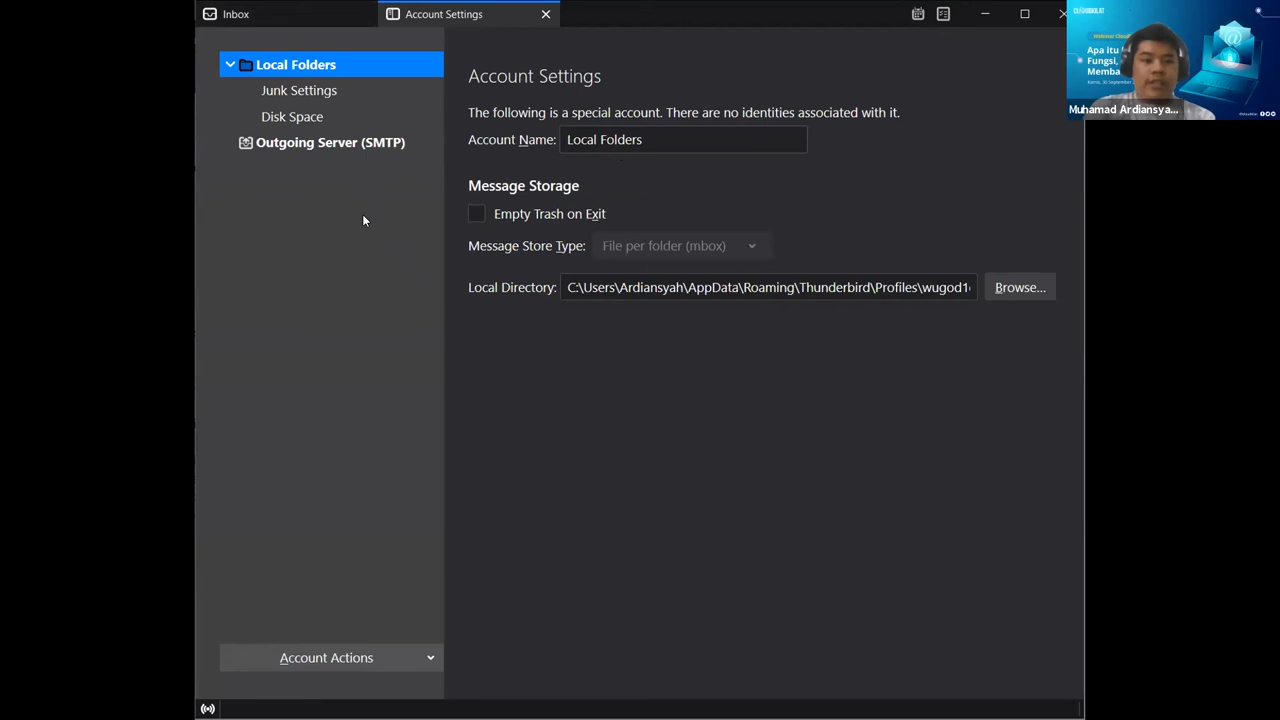 Inbox
Account Settings
Local Folders
Junk Settings
Disk Space
Outgoing Server (SMTP)
Account Actions
Account Settings
The following is a special account. There are no identities associated with it.
Account Name: Local Folders
Message Storage
Empty Trash on Exit
Message Store Type: File per folder (mbox)
Local Directory: C:\Users\Ardiansyah\AppData\Roaming\Thunderbird\Profiles\wugod1
Browse...
Apa itu
Fungsi,
Memba
Muhamad Ardiansya...